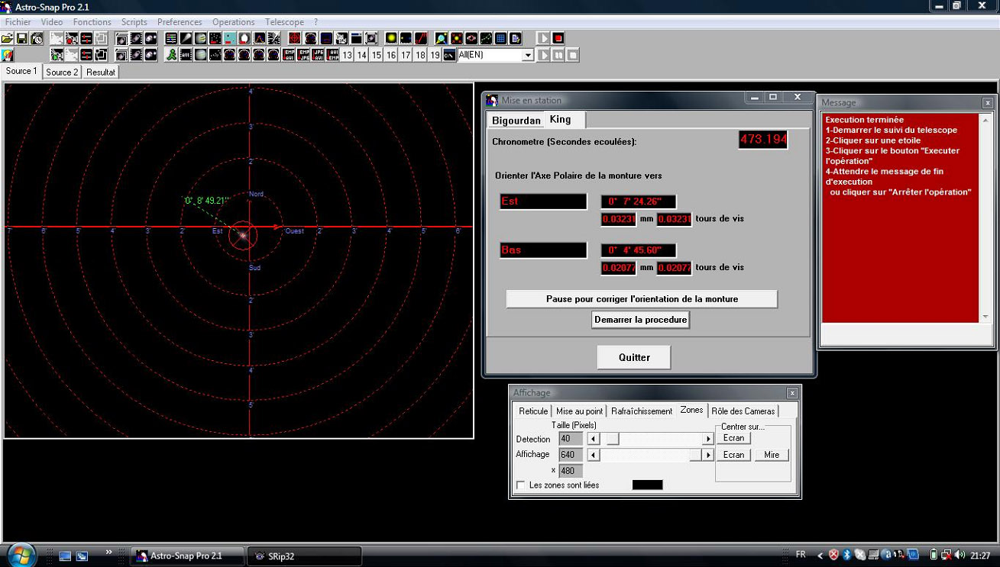 Astro-Snap Pro 2.1
Fichier Video Fonctions Scripts Preferences Operations Telescope ?
13 14 15 16 17 18 19 All(EN)
Source 1 Source 2 Resultat
4'
3'
2'
Nord
0° 8' 49.21''
7' 6' 5' 4' 3' 2' Est Ouest 2' 3' 4' 5' 6'
Sud
2'
3'
4'
5'
Mise en station
Bigourdan King
Chronometre (Secondes ecoulées): 473.194
Orienter l'Axe Polaire de la monture vers
Est 0° 7' 24.26''
0.03231 mm 0.03231 tours de vis
Bas 0° 4' 45.60''
0.02077 mm 0.02077 tours de vis
Pause pour corriger l'orientation de la monture
Demarrer la procedure
Quitter
Message
Execution terminée
1-Demarrer le suivi du telescope
2-Cliquer sur une etoile
3-Cliquer sur le bouton "Executer
l'opération"
4-Attendre le message de fin
d'execution
ou cliquer sur "Arrêter l'opération"
Affichage
Reticule Mise au point Rafraîchissement Zones Rôle des Cameras
Taille (Pixels) Centrer sur...
Detection 40 Ecran
Affichage 640 Ecran Mire
x 480
Les zones sont liées
Astro-Snap Pro 2.1 SRip32 FR 21:27